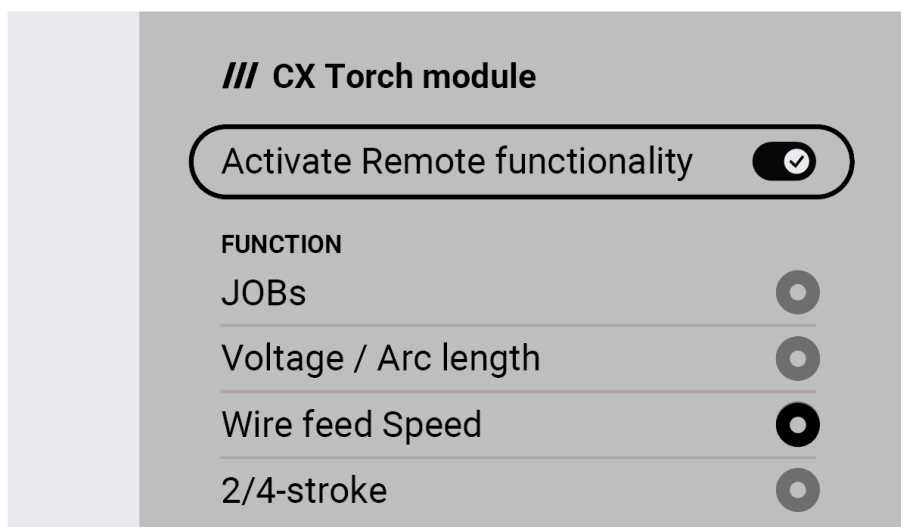 /// CX Torch module
Activate Remote functionality
FUNCTION
JOBs
Voltage / Arc length
Wire feed Speed
2/4-stroke